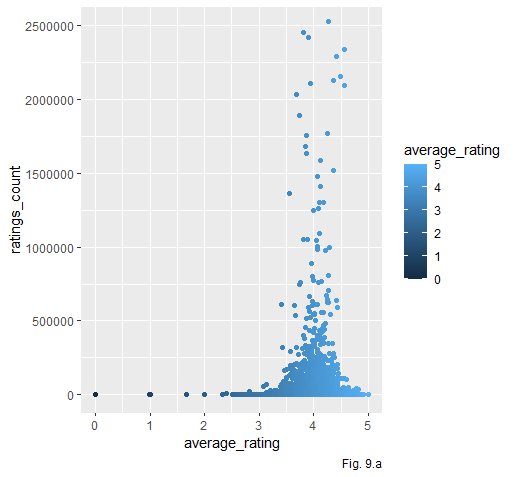 2500000
2000000
1500000
1000000
500000
0
ratings_count
0 1 2 3 4 5
average_rating
average_rating
5
4
3
2
1
0
Fig. 9.a